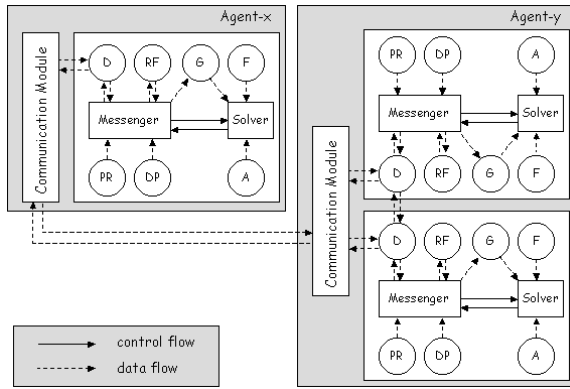 Agent-x
Communication Module
D RF G F
Messenger Solver
PR DP A
Agent-y
Communication Module
PR DP A
Messenger Solver
D RF G F
D RF G F
Messenger Solver
PR DP A
control flow
data flow